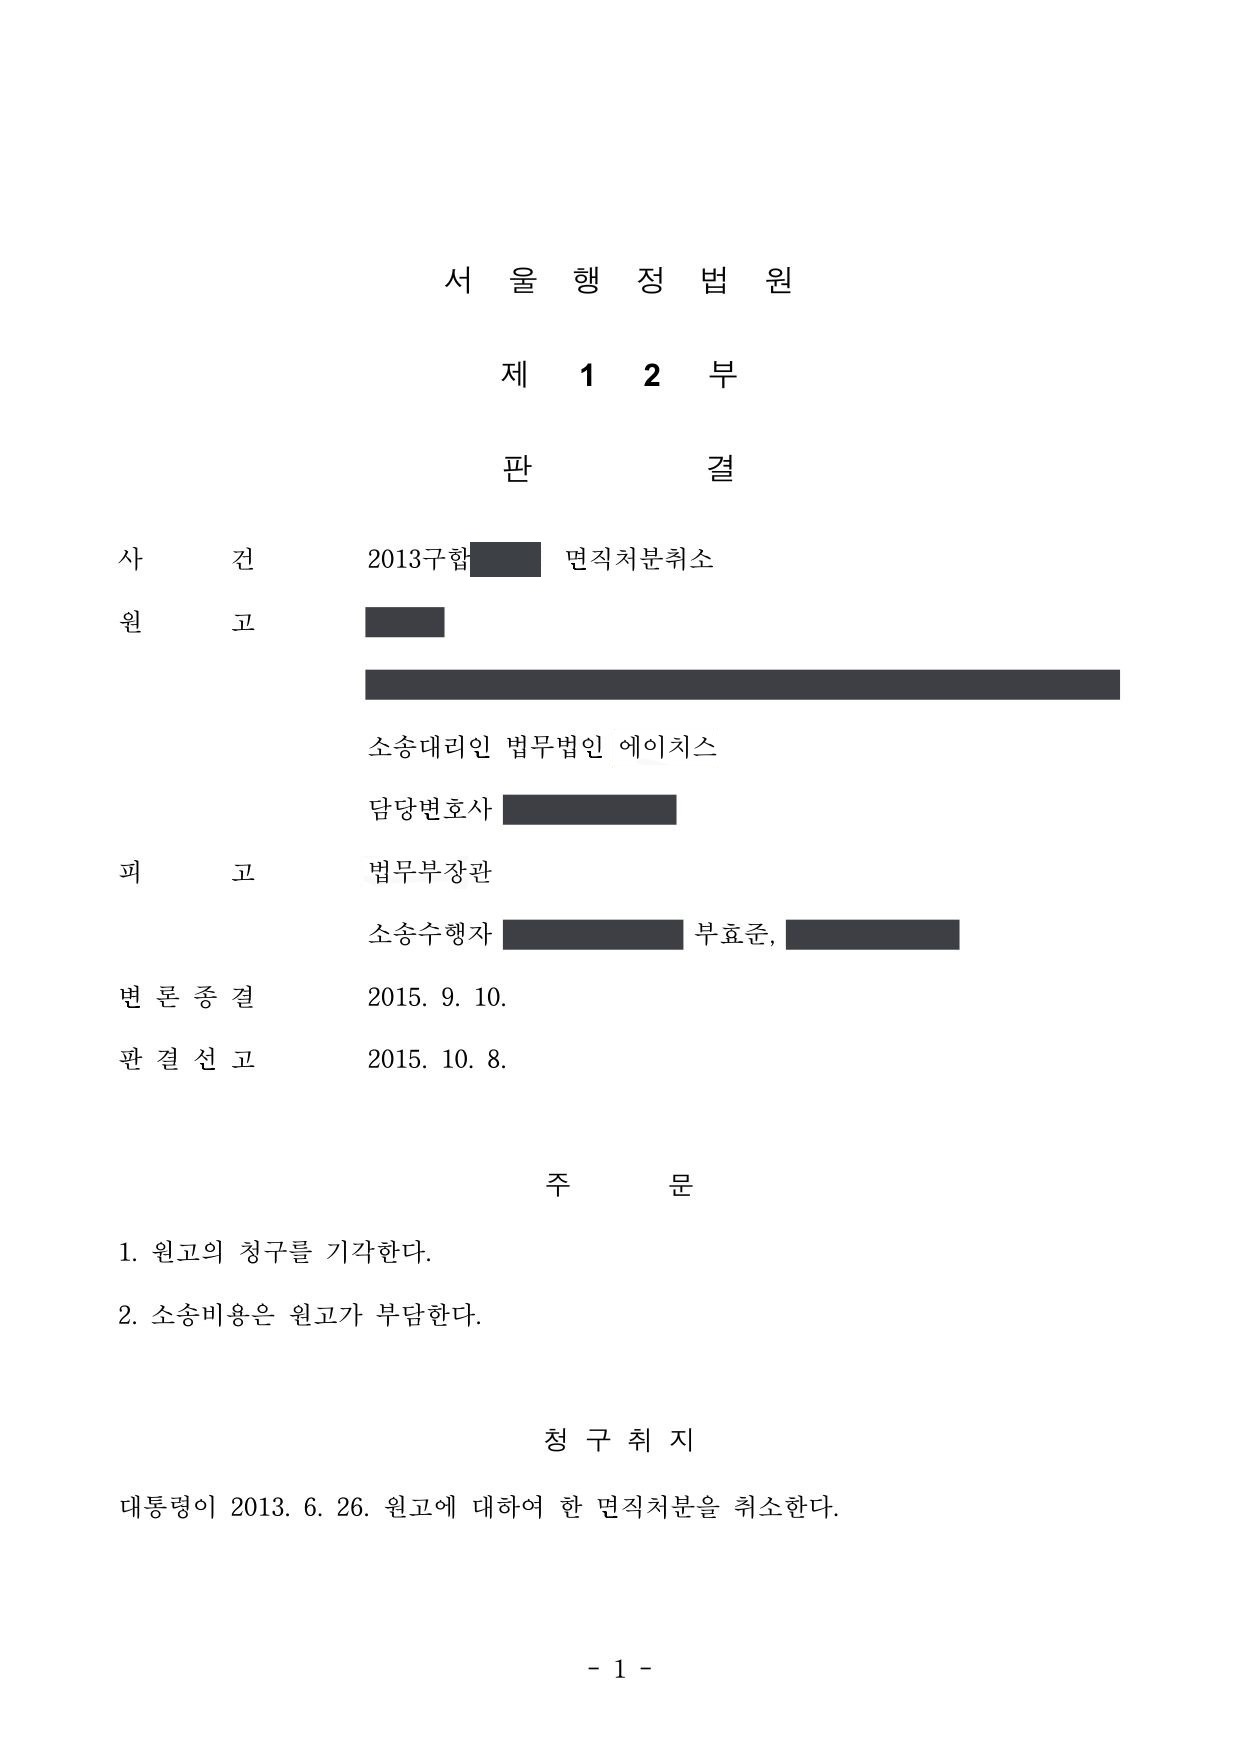 서 울 행 정 법 원
제 1 2 부
판 결
사 건 2013구합 면직처분취소
원 고
소송대리인 법무법인 에이치스
담당변호사
피 고 법무부장관
소송수행자 부효준,
변 론 종 결 2015. 9. 10.
판 결 선 고 2015. 10. 8.
주 문
1. 원고의 청구를 기각한다.
2. 소송비용은 원고가 부담한다.
청 구 취 지
대통령이 2013. 6. 26. 원고에 대하여 한 면직처분을 취소한다.
- 1 -